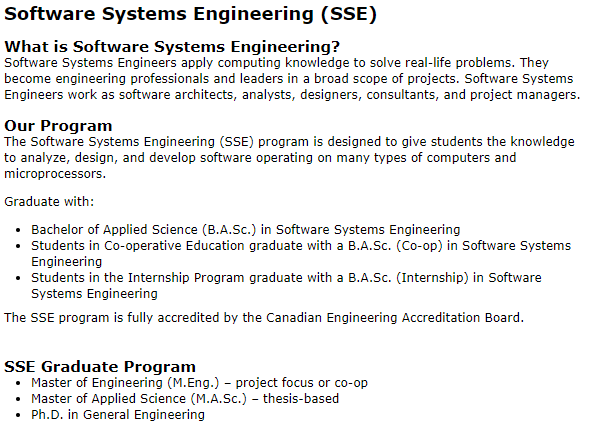 Software Systems Engineering (SSE)
What is Software Systems Engineering?
Software Systems Engineers apply computing knowledge to solve real-life problems. They
become engineering professionals and leaders in a broad scope of projects. Software Systems
Engineers work as software architects, analysts, designers, consultants, and project managers.
Our Program
The Software Systems Engineering (SSE) program is designed to give students the knowledge
to analyze, design, and develop software operating on many types of computers and
microprocessors.
Graduate with:
• Bachelor of Applied Science (B.A.Sc.) in Software Systems Engineering
• Students in Co-operative Education graduate with a B.A.Sc. (Co-op) in Software Systems
Engineering
• Students in the Internship Program graduate with a B.A.Sc. (Internship) in Software
Systems Engineering
The SSE program is fully accredited by the Canadian Engineering Accreditation Board.
SSE Graduate Program
• Master of Engineering (M.Eng.) – project focus or co-op
• Master of Applied Science (M.A.Sc.) – thesis-based
• Ph.D. in General Engineering